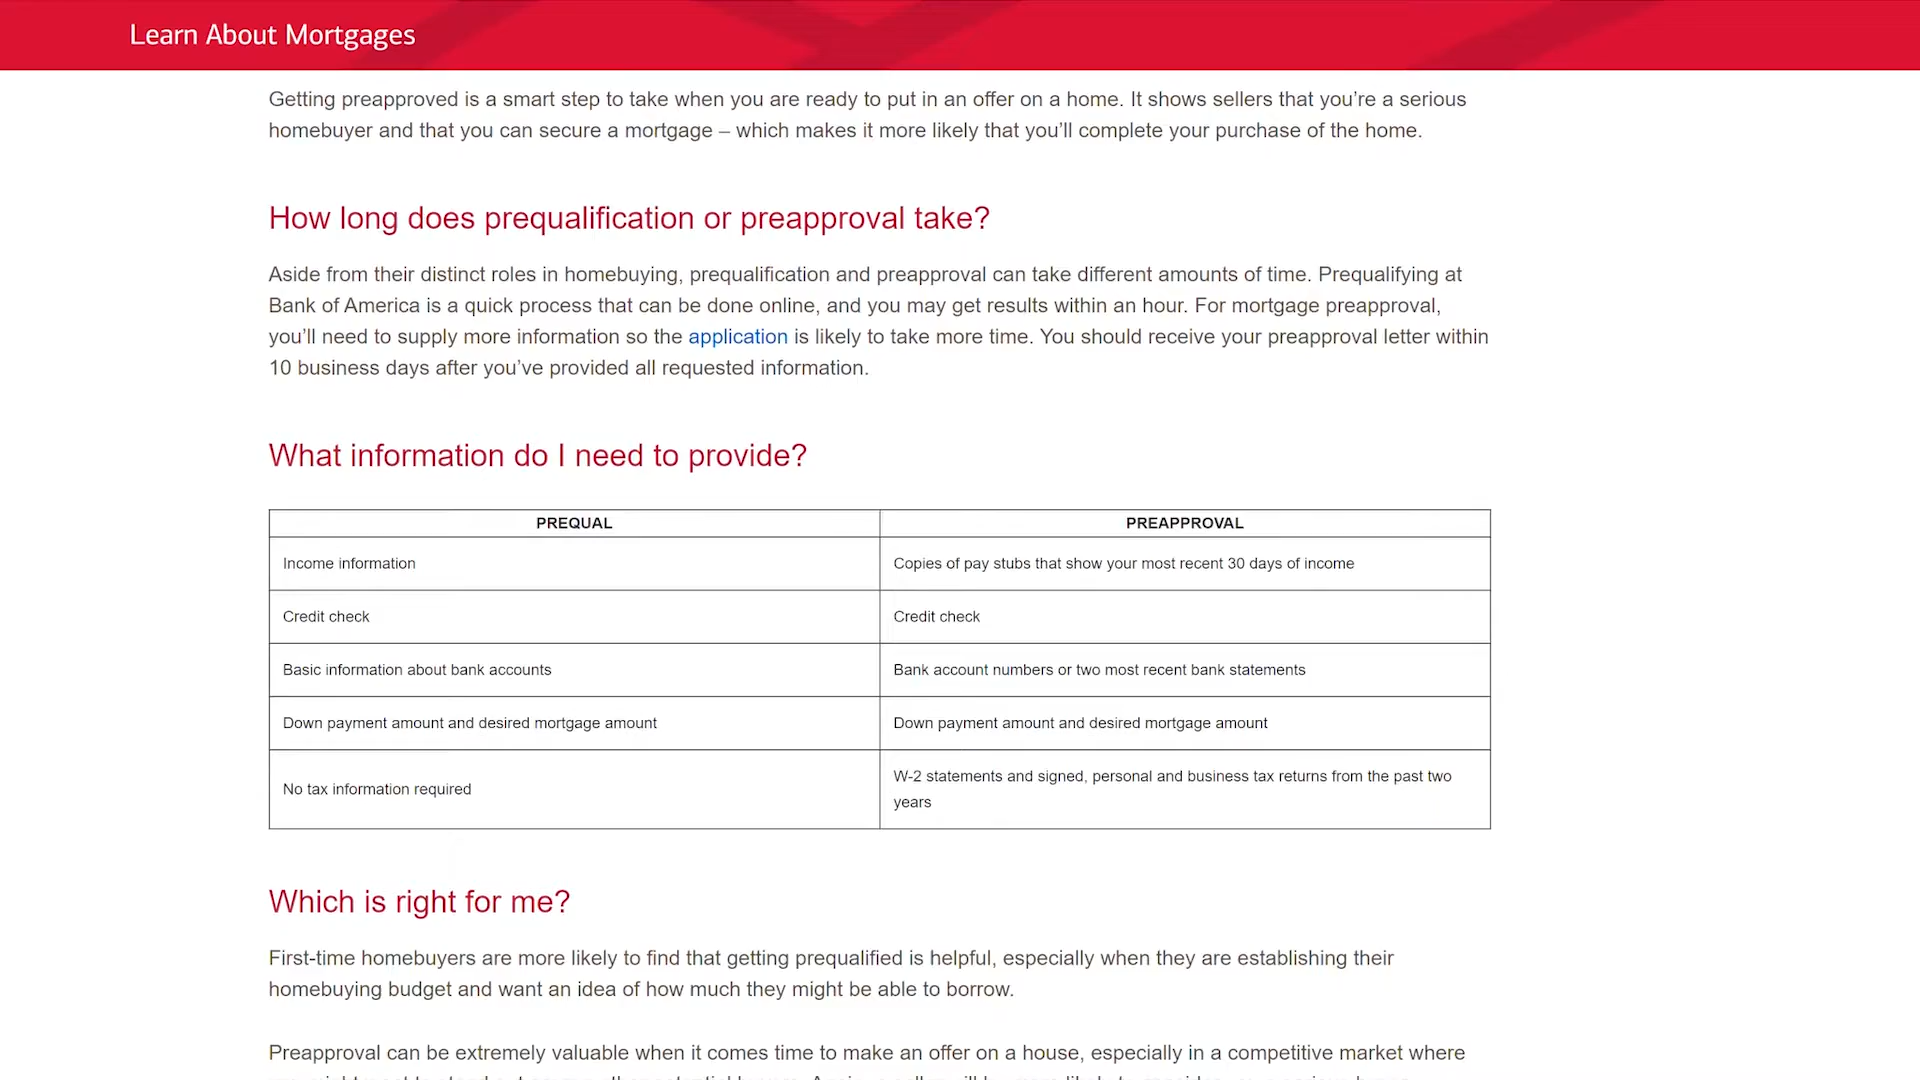 Learn About Mortgages
Getting preapproved is a smart step to take when you are ready to put in an offer on a home. It shows sellers that you’re a serious
homebuyer and that you can secure a mortgage – which makes it more likely that you’ll complete your purchase of the home.
How long does prequalification or preapproval take?
Aside from their distinct roles in homebuying, prequalification and preapproval can take different amounts of time. Prequalifying at
Bank of America is a quick process that can be done online, and you may get results within an hour. For mortgage preapproval,
you’ll need to supply more information so the application is likely to take more time. You should receive your preapproval letter within
10 business days after you’ve provided all requested information.
What information do I need to provide?
PREQUAL PREAPPROVAL
Income information Copies of pay stubs that show your most recent 30 days of income
Credit check Credit check
Basic information about bank accounts Bank account numbers or two most recent bank statements
Down payment amount and desired mortgage amount Down payment amount and desired mortgage amount
No tax information required W-2 statements and signed, personal and business tax returns from the past two
years
Which is right for me?
First-time homebuyers are more likely to find that getting prequalified is helpful, especially when they are establishing their
homebuying budget and want an idea of how much they might be able to borrow.
Preapproval can be extremely valuable when it comes time to make an offer on a house, especially in a competitive market where